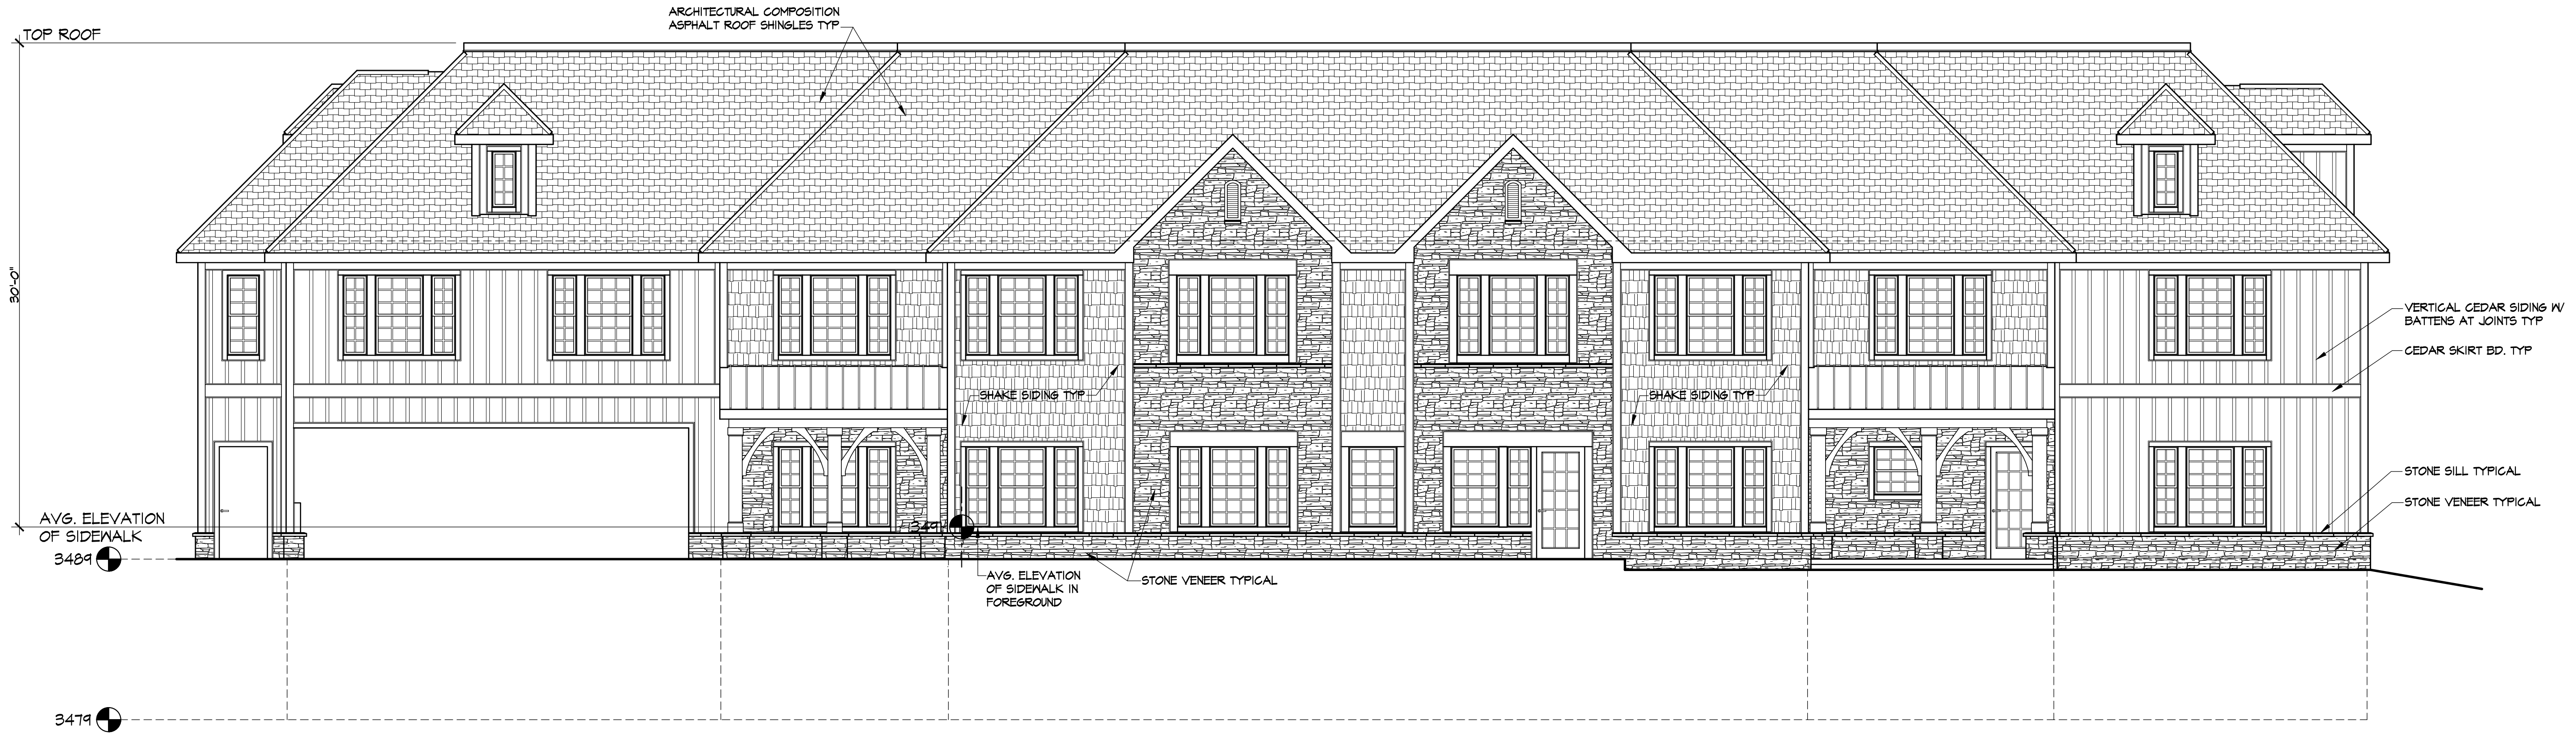 ARCHITECTURAL COMPOSITION
ASPHALT ROOF SHINGLES TYP
TOP ROOF
30'-0"
VERTICAL CEDAR SIDING W/
BATTENS AT JOINTS TYP
CEDAR SKIRT BD. TYP
SHAKE SIDING TYP
SHAKE SIDING TYP
STONE SILL TYPICAL
STONE VENEER TYPICAL
AVG. ELEVATION
OF SIDEWALK
3489
AVG. ELEVATION
OF SIDEWALK IN
FOREGROUND
STONE VENEER TYPICAL
3479